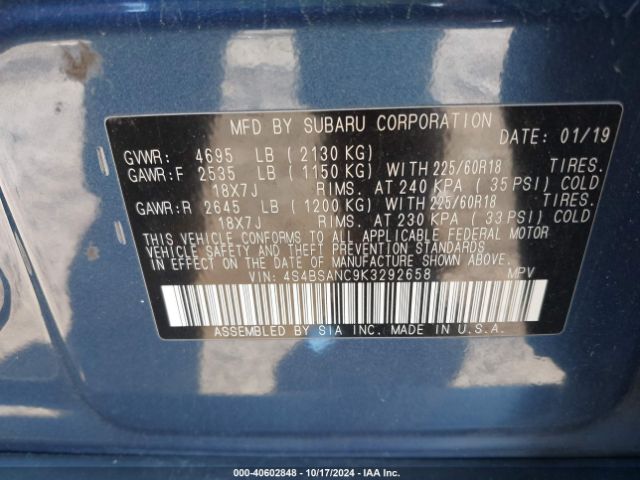 MFD BY SUBARU CORPORATION
DATE: 01/19
GVWR: 4695 LB (2130 KG)
GAWR:F 2535 LB (1150 KG) WITH 225/60R18 TIRES.
18X7J RIMS. AT 240 KPA (35 PSI) COLD
GAWR:R 2645 LB (1200 KG) WITH 225/60R18 TIRES.
18X7J RIMS. AT 230 KPA (33 PSI) COLD
THIS VEHICLE CONFORMS TO ALL APPLICABLE FEDERAL MOTOR
VEHICLE SAFETY AND THEFT PREVENTION STANDARDS
IN EFFECT ON THE DATE OF MANUFACTURE SHOWN ABOVE.
VIN: 4S4BSANC9K3292658 MPV
ASSEMBLED BY SIA INC. MADE IN U.S.A.
000-40602848 - 10/17/2024 - IAA Inc.